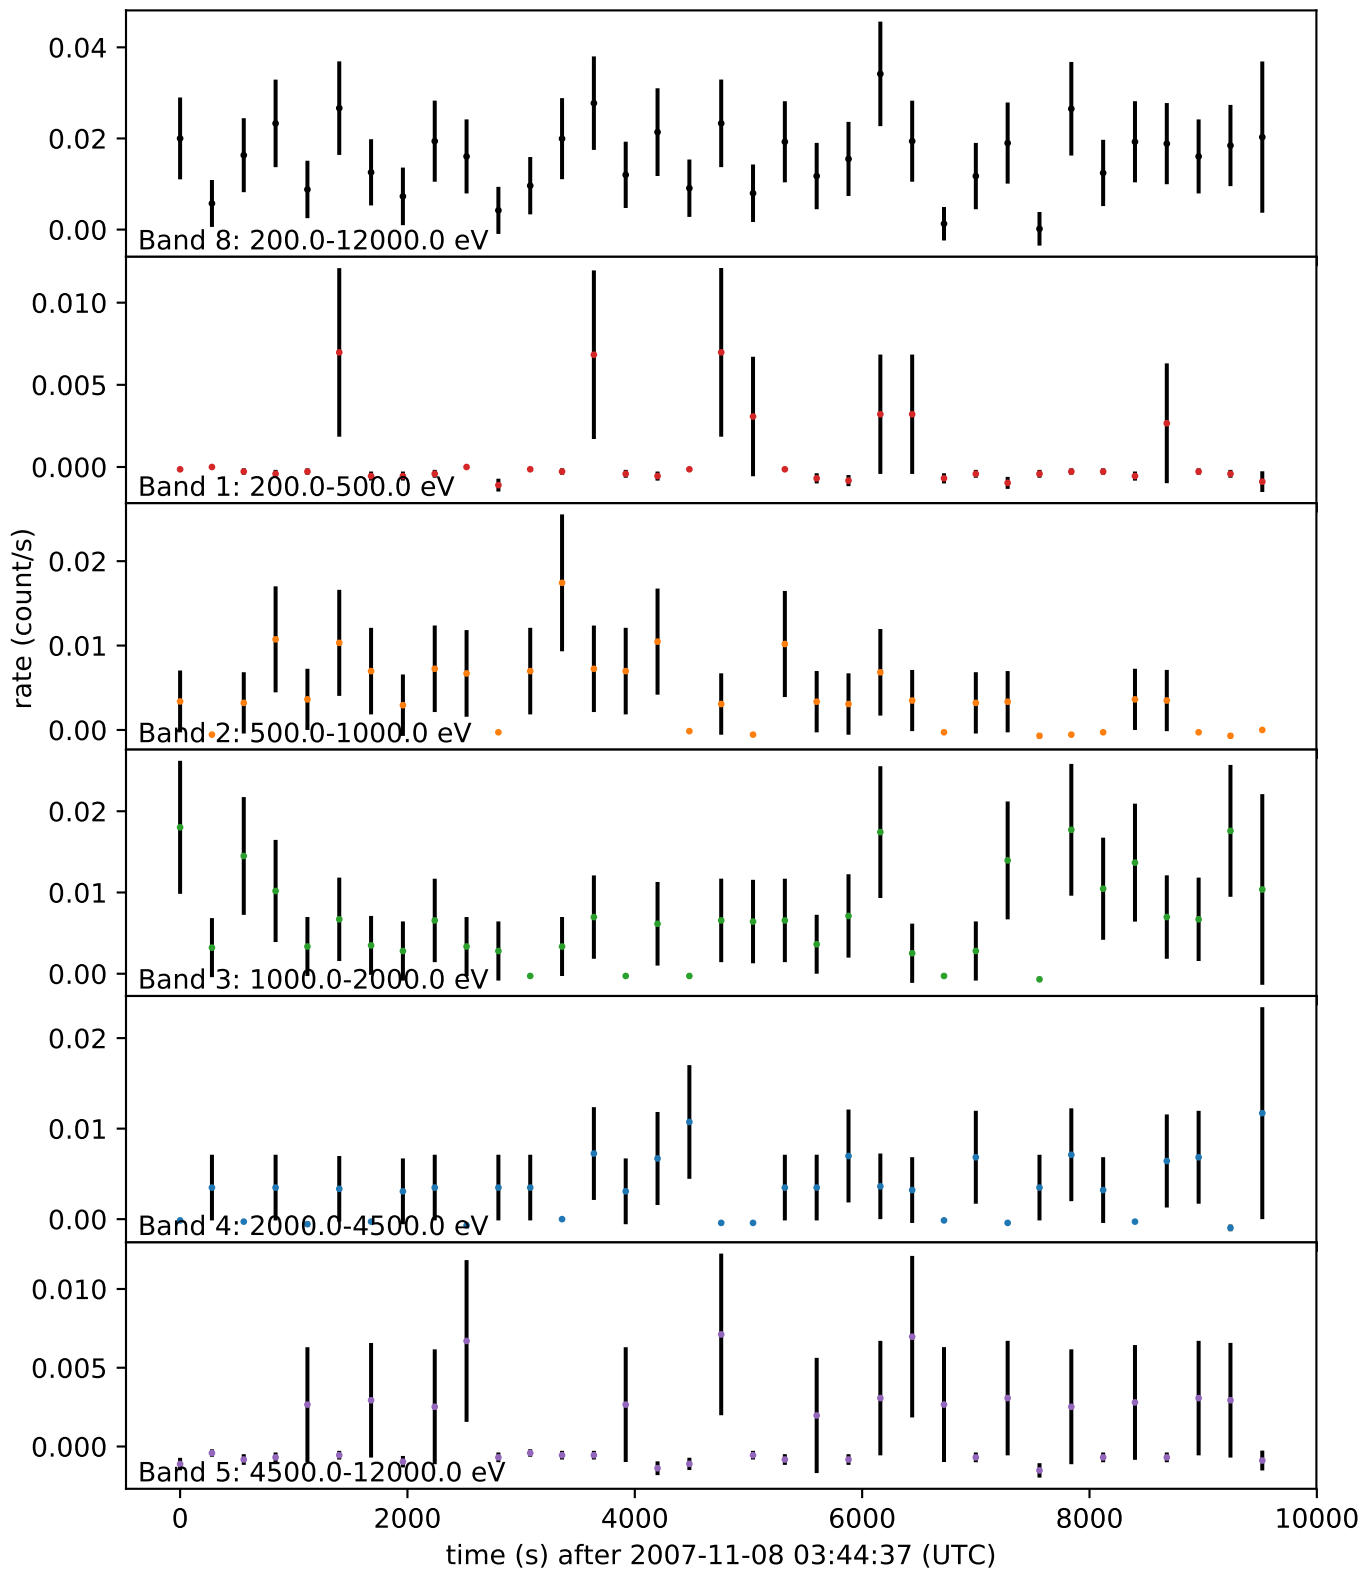 0.04
0.02
0.00
Band 8: 200.0-12000.0 eV
0.010
0.005
0.000
Band 1: 200.0-500.0 eV
rate (count/s)
0.02
0.01
0.00
Band 2: 500.0-1000.0 eV
0.02
0.01
0.00
Band 3: 1000.0-2000.0 eV
0.02
0.01
0.00
Band 4: 2000.0-4500.0 eV
0.010
0.005
0.000
Band 5: 4500.0-12000.0 eV
0 2000 4000 6000 8000 10000
time (s) after 2007-11-08 03:44:37 (UTC)